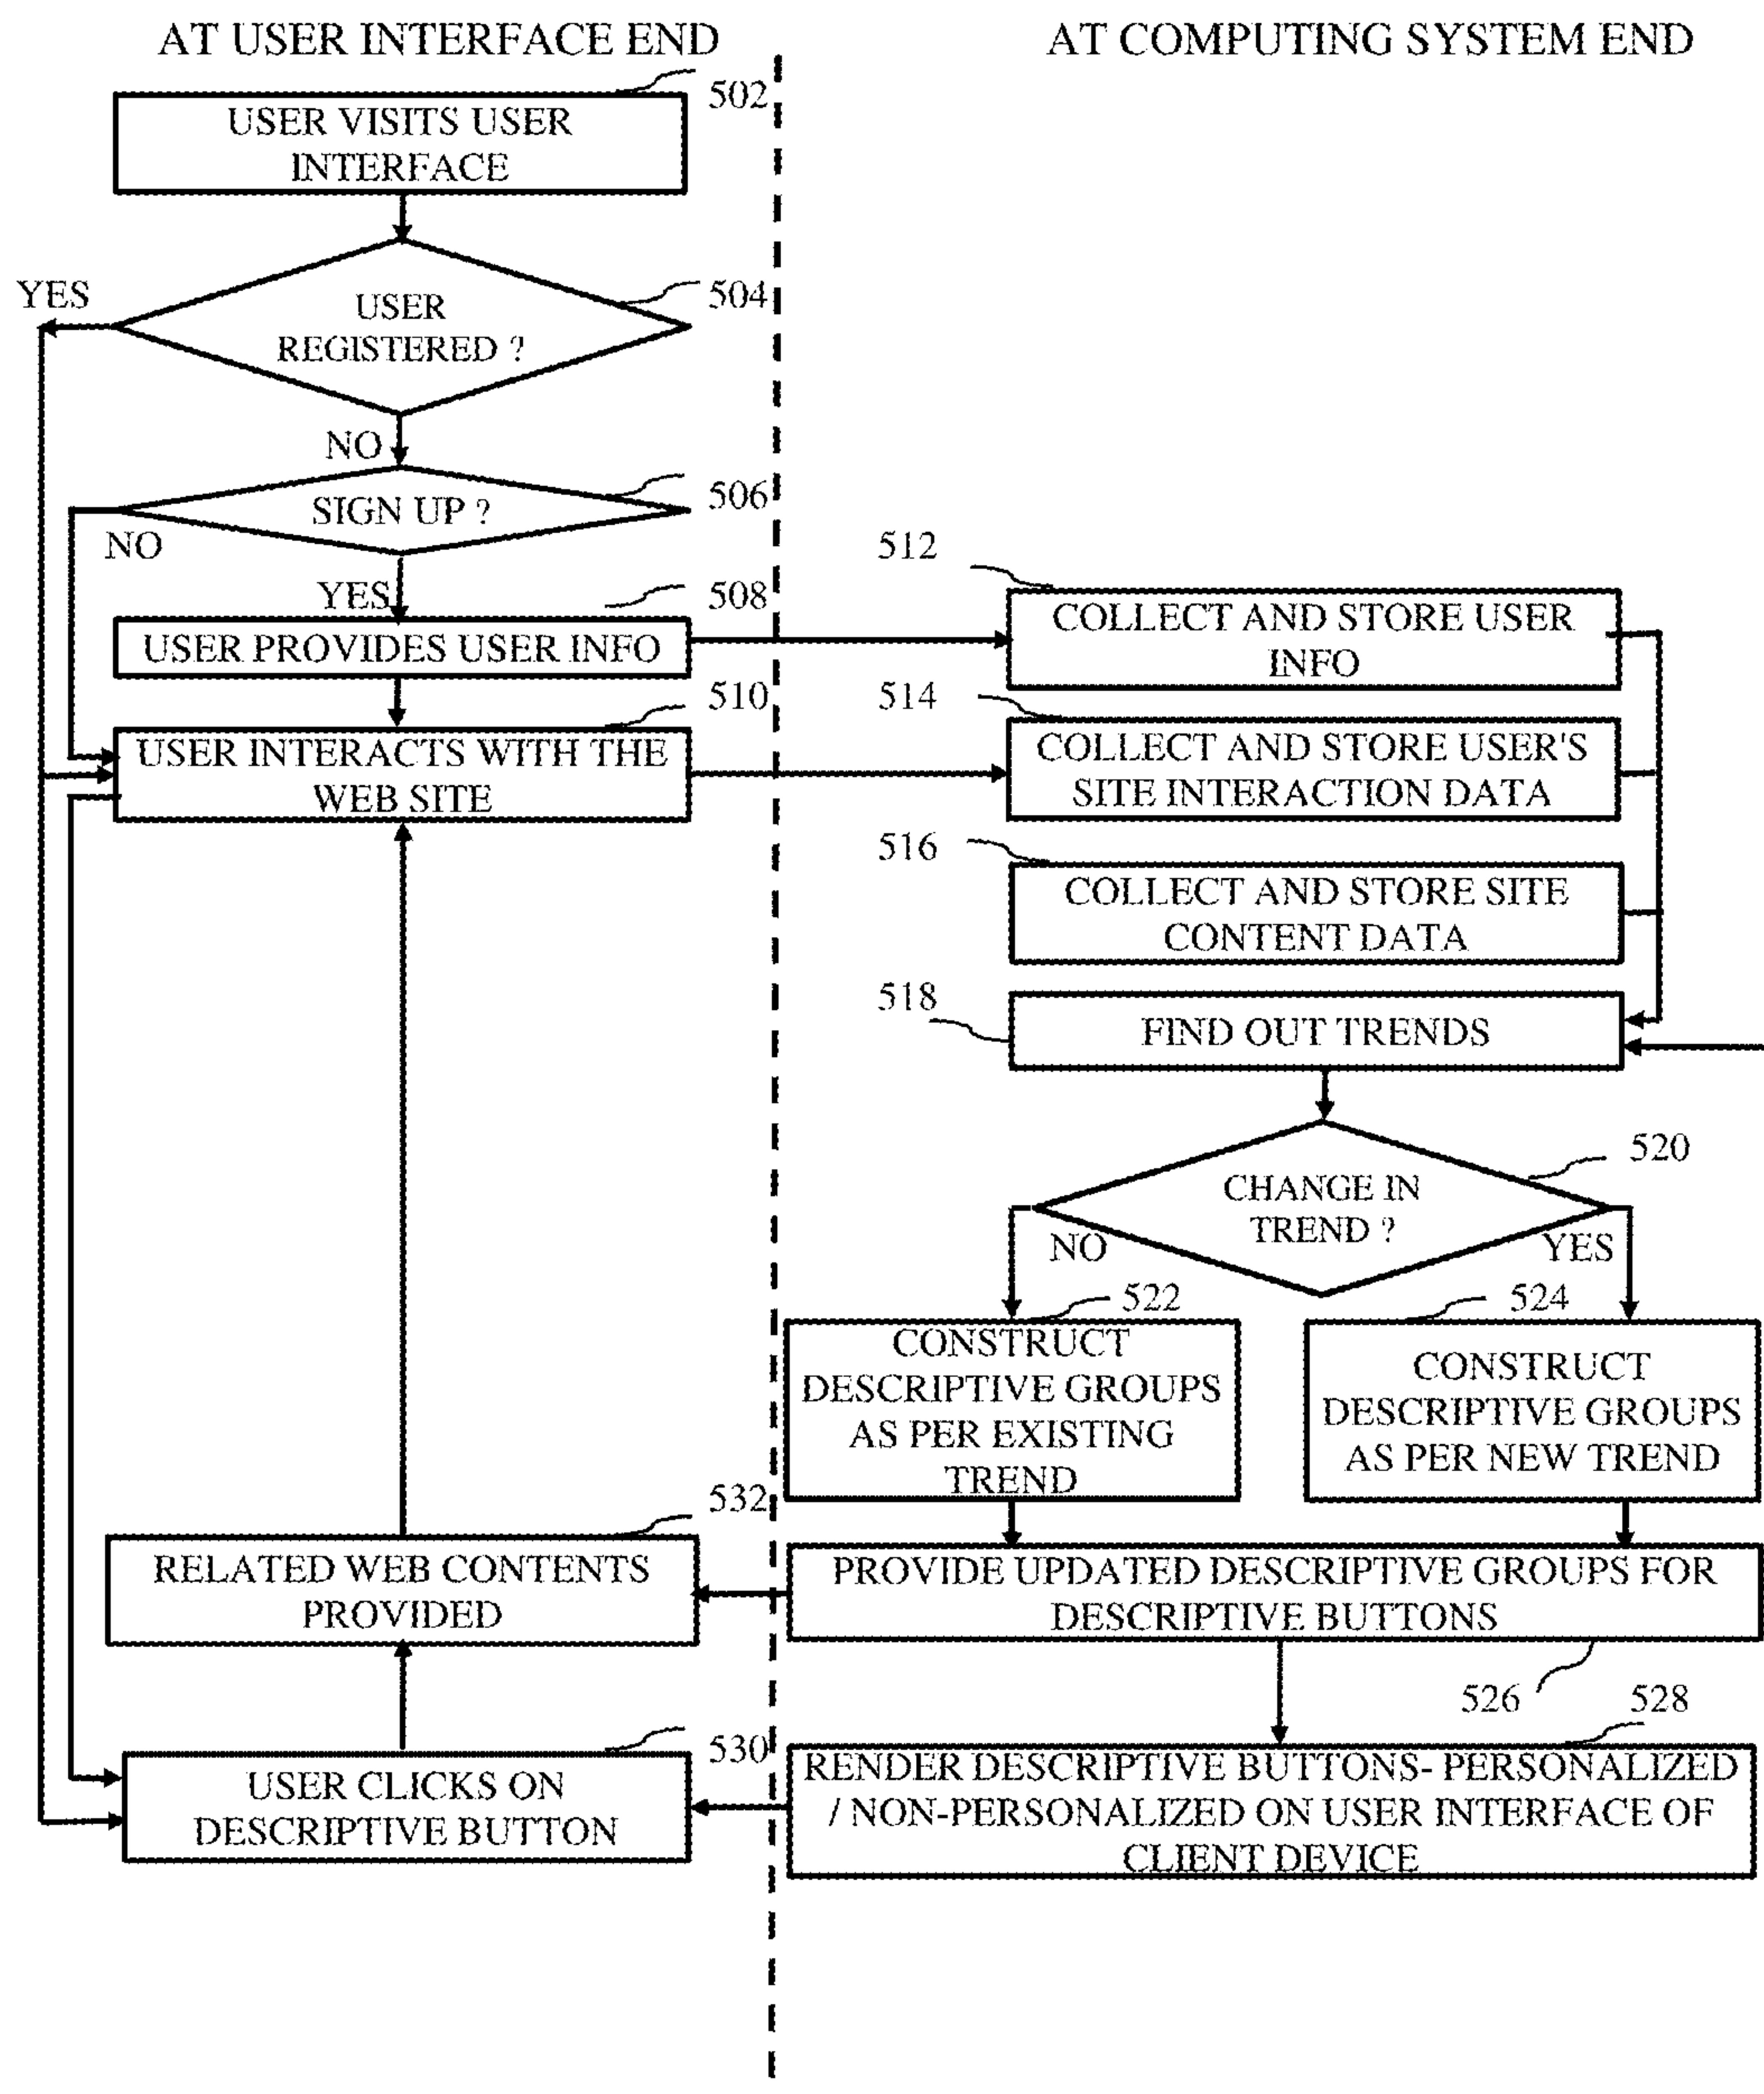 AT USER INTERFACE END
AT COMPUTING SYSTEM END
502
USER VISITS USER
INTERFACE
YES
504
USER
REGISTERED ?
NO
506
SIGN UP ?
NO
YES
508
USER PROVIDES USER INFO
510
USER INTERACTS WITH THE
WEB SITE
512
COLLECT AND STORE USER
INFO
514
COLLECT AND STORE USER'S
SITE INTERACTION DATA
516
COLLECT AND STORE SITE
CONTENT DATA
518
FIND OUT TRENDS
520
CHANGE IN
TREND ?
NO
YES
522
CONSTRUCT
DESCRIPTIVE GROUPS
AS PER EXISTING
TREND
524
CONSTRUCT
DESCRIPTIVE GROUPS
AS PER NEW TREND
532
RELATED WEB CONTENTS
PROVIDED
PROVIDE UPDATED DESCRIPTIVE GROUPS FOR
DESCRIPTIVE BUTTONS
526
528
530
USER CLICKS ON
DESCRIPTIVE BUTTON
RENDER DESCRIPTIVE BUTTONS- PERSONALIZED
/ NON-PERSONALIZED ON USER INTERFACE OF
CLIENT DEVICE